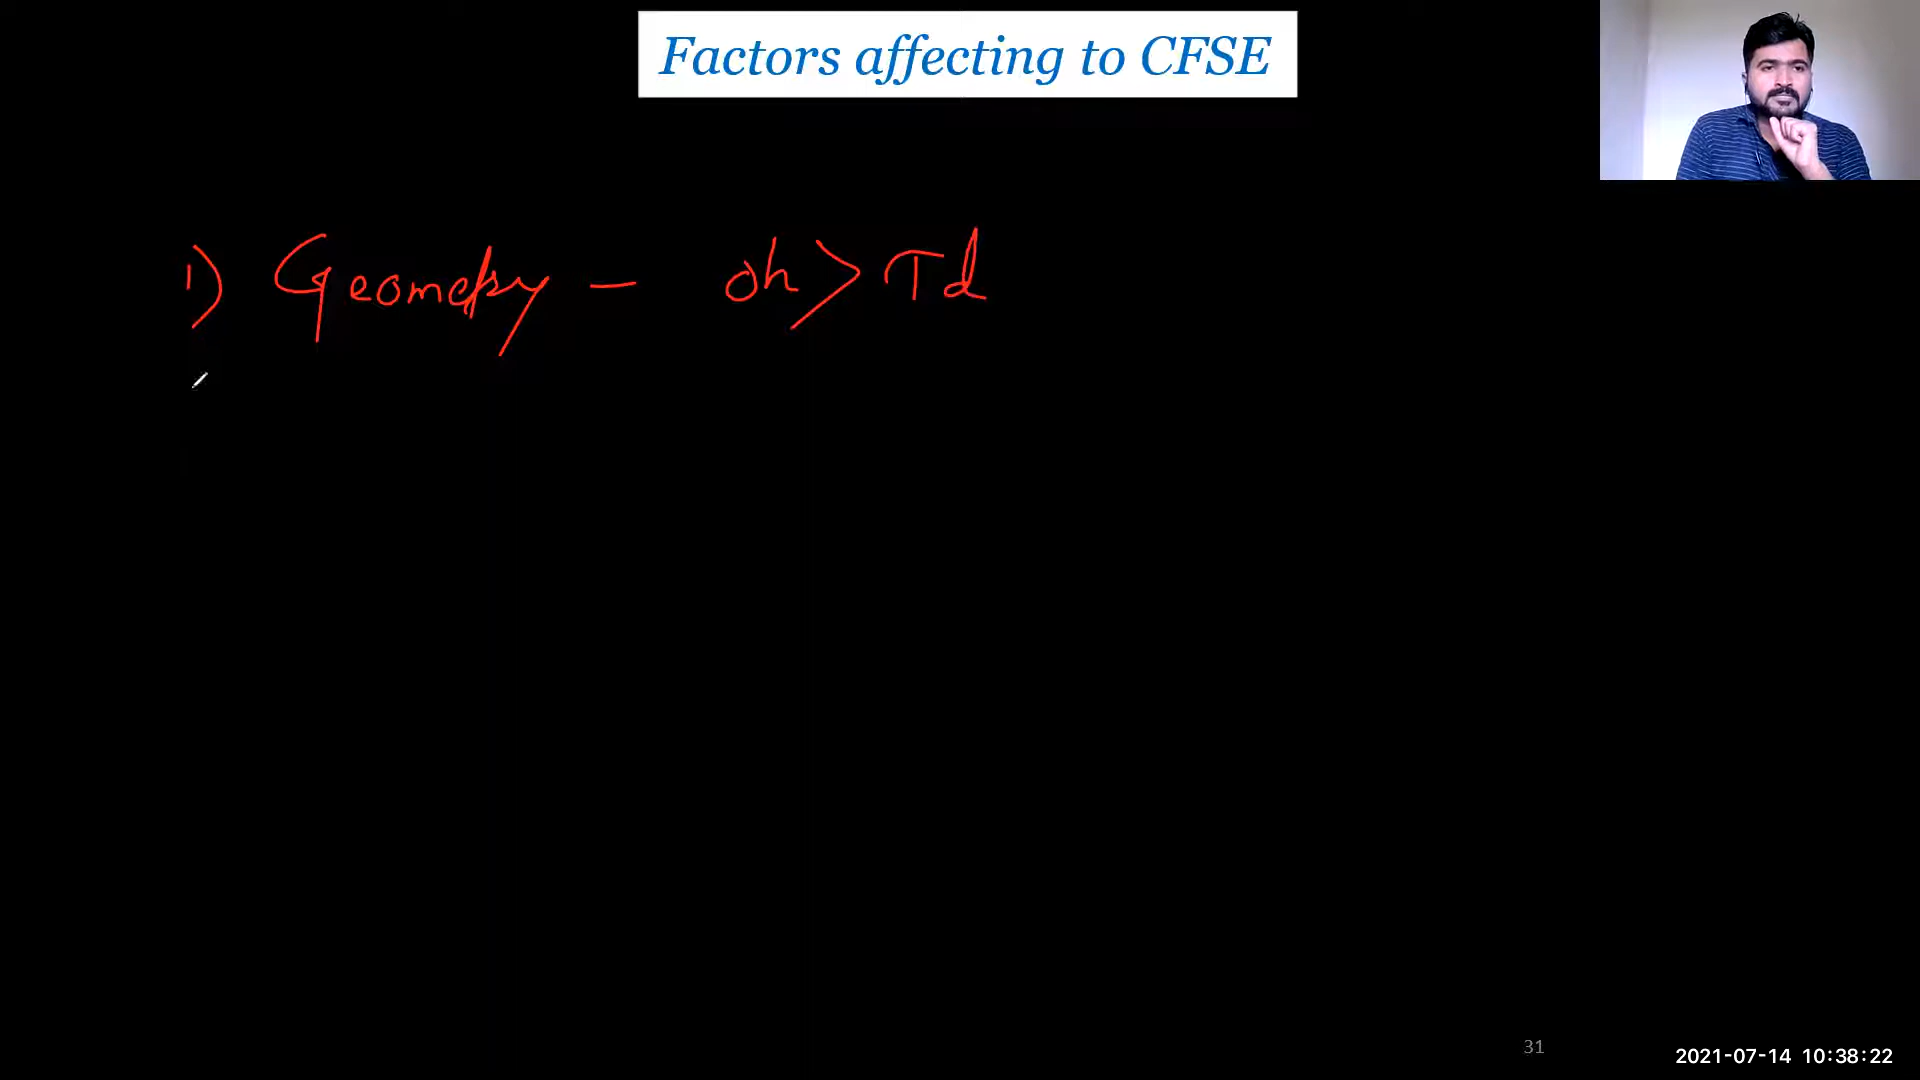 Factors affecting to CFSE
1) Geometry – oh > Td
31
2021-07-14 10:38:22